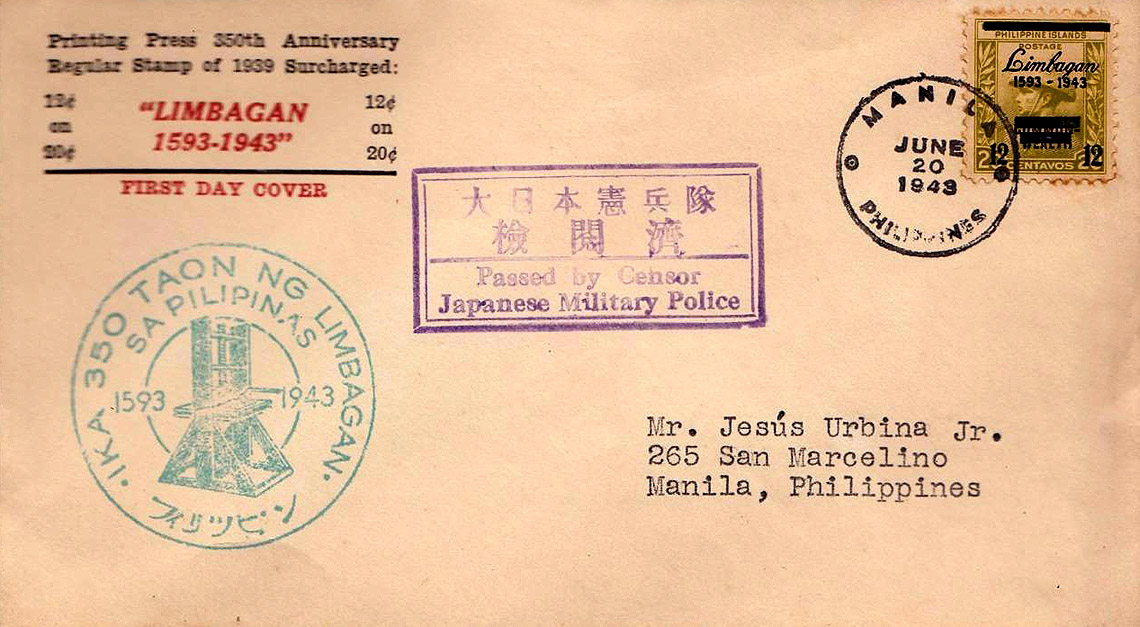 Printing Press 350th Anniversary
Regular Stamp of 1939 Surcharged:
12¢ on 20¢
"LIMBAGAN
1593-1943"
12¢ on 20¢
FIRST DAY COVER
PHILIPPINE ISLANDS
POSTAGE
Limbagan
1593 - 1943
12 12
CENTAVOS
MANILA
JUNE
20
1943
PHILIPPINES
大日本憲兵隊
檢閲濟
Passed by Censor
Japanese Military Police
IKA 350 TAON NG LIMBAGAN
SA PILIPINAS
1593 1943
フィリッピン
Mr. Jesús Urbina Jr.
265 San Marcelino
Manila, Philippines